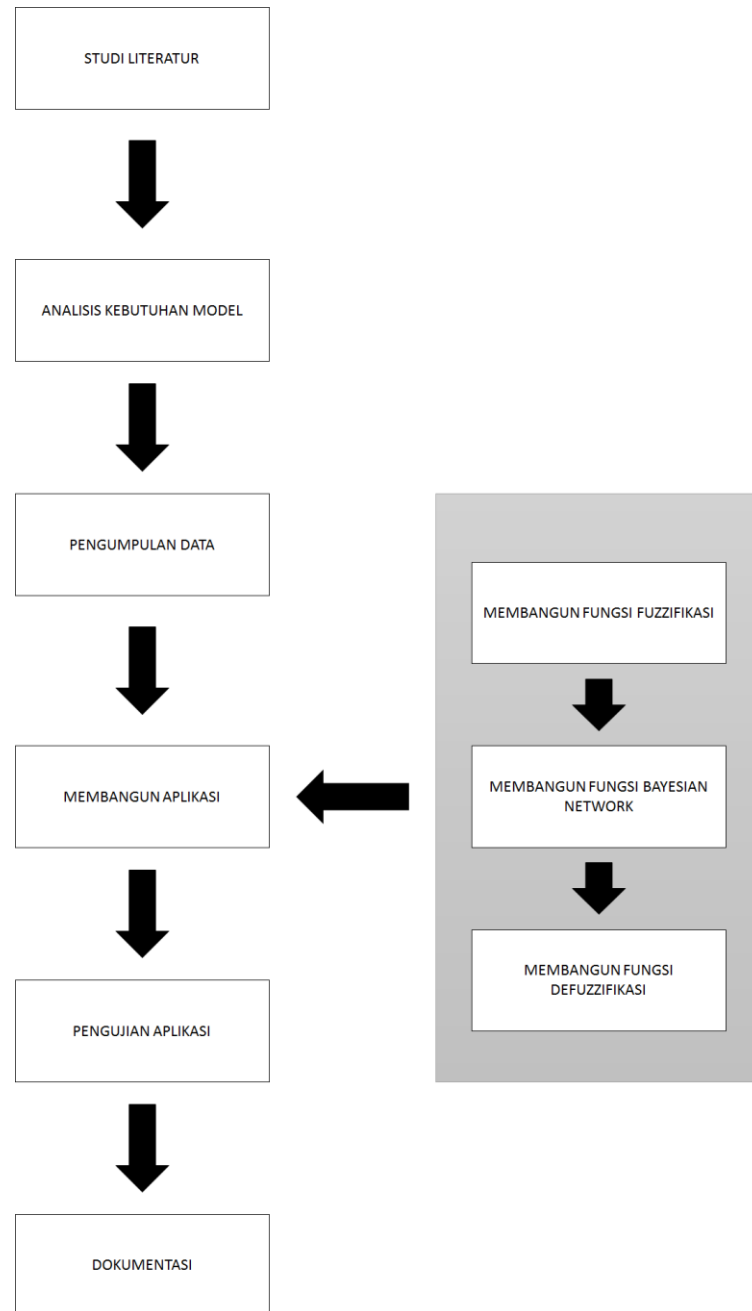 STUDI LITERATUR
ANALISIS KEBUTUHAN MODEL
PENGUMPULAN DATA
MEMBANGUN APLIKASI
PENGUJIAN APLIKASI
DOKUMENTASI
MEMBANGUN FUNGSI FUZZIFIKASI
MEMBANGUN FUNGSI BAYESIAN
NETWORK
MEMBANGUN FUNGSI
DEFUZZIFIKASI